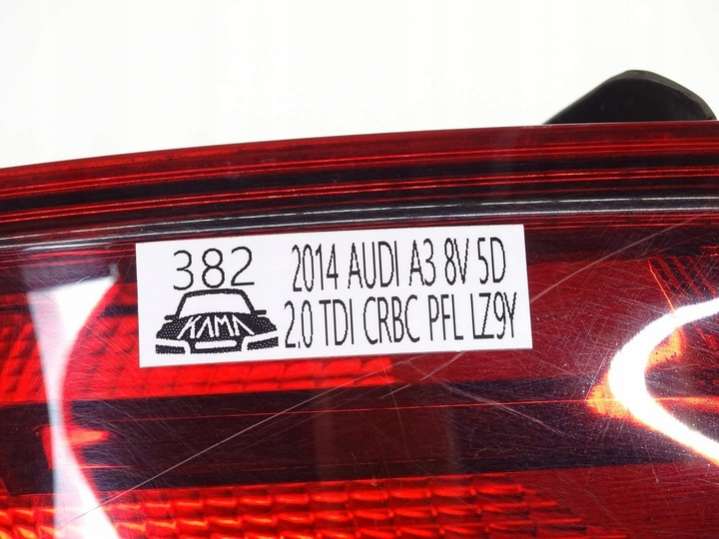 382
2014 AUDI A3 8V 5D
KAMA
2.0 TDI CRBC PFL LZ9Y